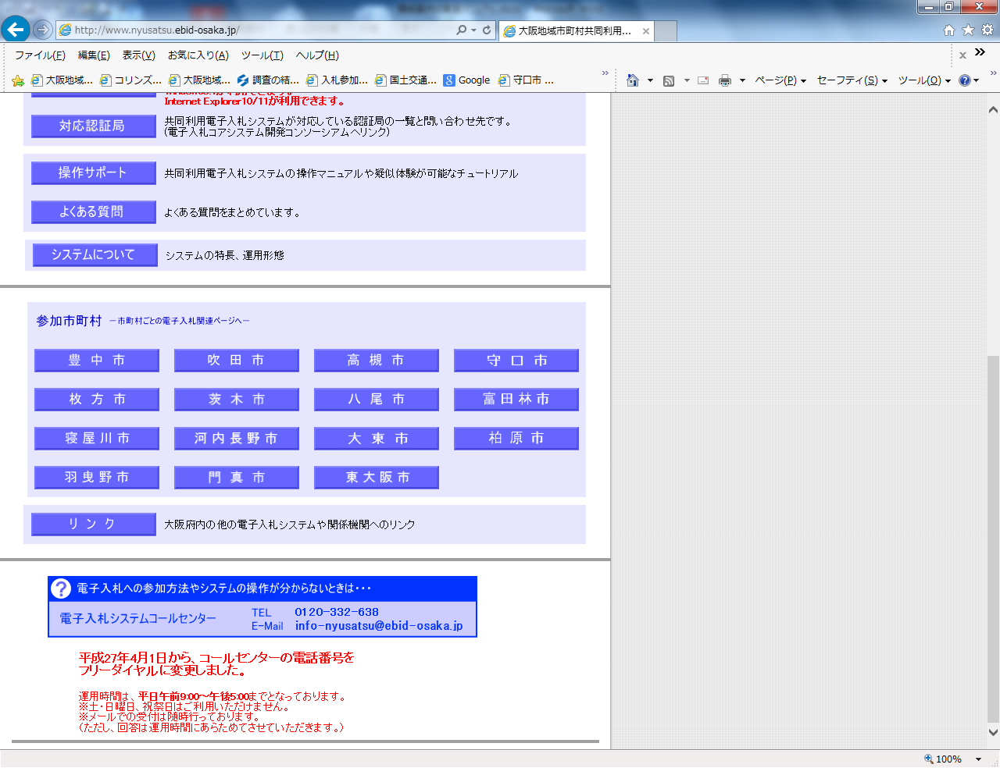 http://www.nyusatsu.ebid-osaka.jp/
大阪地域市町村共同利用...
ファイル(F) 編集(E) 表示(V) お気に入り(A) ツール(T) ヘルプ(H)
大阪地域... コリンズ... 大阪地域... 調査の結... 入札参加... 国土交通... Google 守口市 ... ページ(P) セーフティ(S) ツール(O)
Internet Explorer10/11が利用できます。
対応認証局 共同利用電子入札システムが対応している認証局の一覧と問い合わせ先です。
(電子入札コアシステム開発コンソーシアムへリンク)
操作サポート 共同利用電子入札システムの操作マニュアルや疑似体験が可能なチュートリアル
よくある質問 よくある質問をまとめています。
システムについて システムの特長、運用形態
参加市町村 －市町村ごとの電子入札関連ページへ－
豊中市 吹田市 高槻市 守口市
枚方市 茨木市 八尾市 富田林市
寝屋川市 河内長野市 大東市 柏原市
羽曳野市 門真市 東大阪市
リンク 大阪府内の他の電子入札システムや関係機関へのリンク
? 電子入札への参加方法やシステムの操作が分からないときは・・・
電子入札システムコールセンター TEL 0120-332-638
E-Mail info-nyusatsu@ebid-osaka.jp
平成27年4月1日から、コールセンターの電話番号を
フリーダイヤルに変更しました。
運用時間は、平日午前9:00～午後5:00までとなっております。
※土・日曜日、祝祭日はご利用いただけません。
※メールでの受付は随時行っております。
（ただし、回答は運用時間にあらためてさせていただきます。）
100%